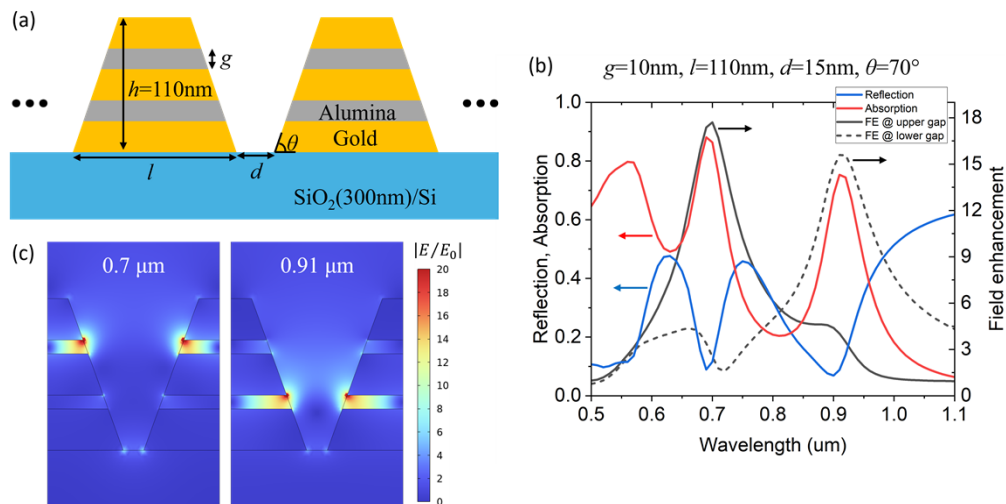 (a)
g
h=110nm
Alumina
Gold
θ
l
d
SiO₂(300nm)/Si
(b)
g=10nm, l=110nm, d=15nm, θ=70°
Reflection
Absorption
FE @ upper gap
FE @ lower gap
Reflection, Absorption
1.0
0.8
0.6
0.4
0.2
0.0
18
15
12
9
6
3
0
Field enhancement
0.5 0.6 0.7 0.8 0.9 1.0 1.1
Wavelength (um)
(c)
0.7 μm
0.91 μm
|E/E₀|
20
18
16
14
12
10
8
6
4
2
0